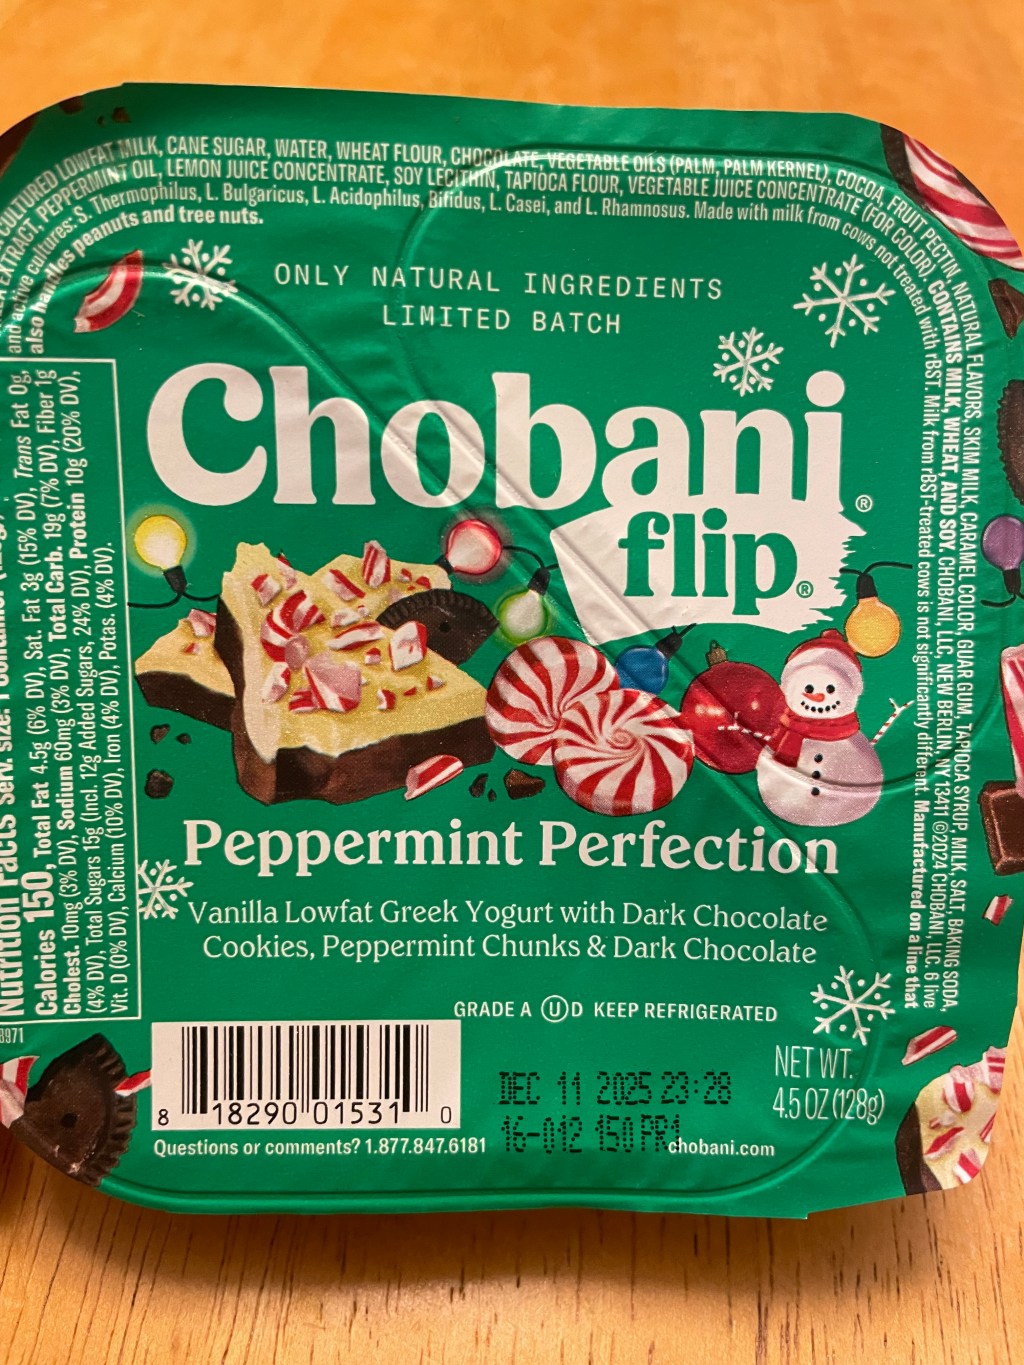 CULTURED LOWFAT MILK, CANE SUGAR, WATER, WHEAT FLOUR, CHOCOLATE, VEGETABLE OILS (PALM, PALM KERNEL), COCOA, FRUIT PECTIN, NATURAL FLAVORS, SKIM MILK, CARAMEL COLOR, GUAR GUM, TAPIOCA SYRUP, MILK, SALT, BAKING SODA,
EXTRACT, PEPPERMINT OIL, LEMON JUICE CONCENTRATE, SOY LECITHIN, TAPIOCA FLOUR, VEGETABLE JUICE CONCENTRATE (FOR COLOR). CONTAINS MILK, WHEAT, AND SOY. CHOBANI, LLC, NEW BERLIN, NY 13411 ©2024 CHOBANI, LLC. 6 live
and active cultures: S. Thermophilus, L. Bulgaricus, L. Acidophilus, Bifidus, L. Casei, and L. Rhamnosus. Made with milk from cows not treated with rBST. Milk from rBST-treated cows is not significantly different. Manufactured on a line that
also handles peanuts and tree nuts.
ONLY NATURAL INGREDIENTS
LIMITED BATCH
Chobani®
flip®
Peppermint Perfection
Vanilla Lowfat Greek Yogurt with Dark Chocolate
Cookies, Peppermint Chunks & Dark Chocolate
GRADE A Ⓤ D KEEP REFRIGERATED
Nutrition Facts Serv. size:
Calories 150, Total Fat 4.5g (6% DV), Sat. Fat 3g (15% DV), Trans Fat 0g,
Cholest. 10mg (3% DV), Sodium 60mg (3% DV), Total Carb. 19g (7% DV), Fiber 1g
(4% DV), Total Sugars 15g (Incl. 12g Added Sugars, 24% DV), Protein 10g (20% DV),
Vit. D (0% DV), Calcium (10% DV), Iron (4% DV), Potas. (4% DV).
8971
8 18290 01531 0
Questions or comments? 1.877.847.6181
DEC 11 2025 23:28
16-012 150 PR1
chobani.com
NET WT.
4.5 OZ (128g)